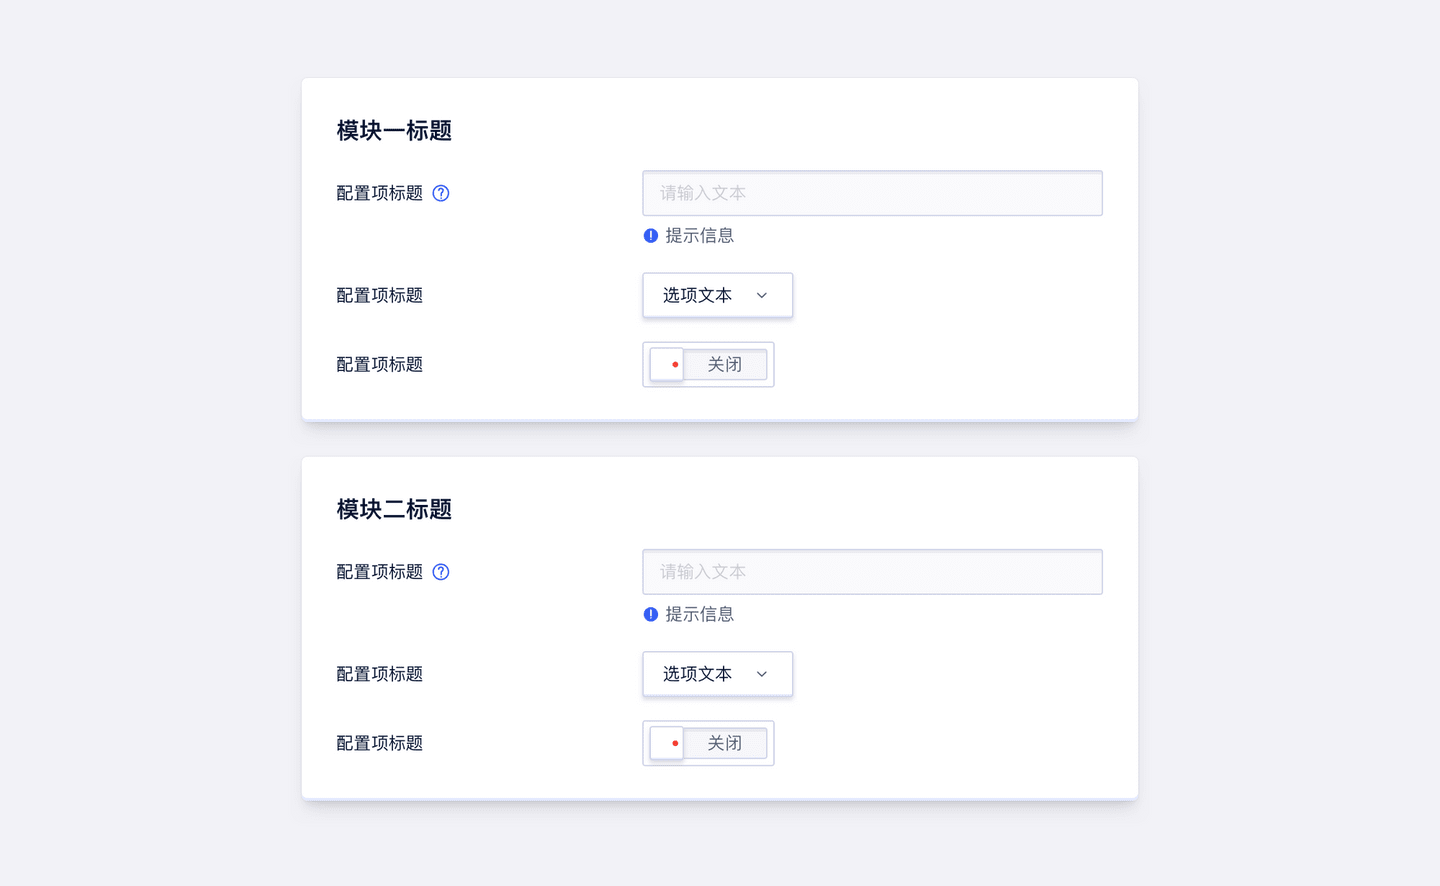 模块一标题
配置项标题 ?
请输入文本
! 提示信息
配置项标题
选项文本
配置项标题
关闭
模块二标题
配置项标题 ?
请输入文本
! 提示信息
配置项标题
选项文本
配置项标题
关闭